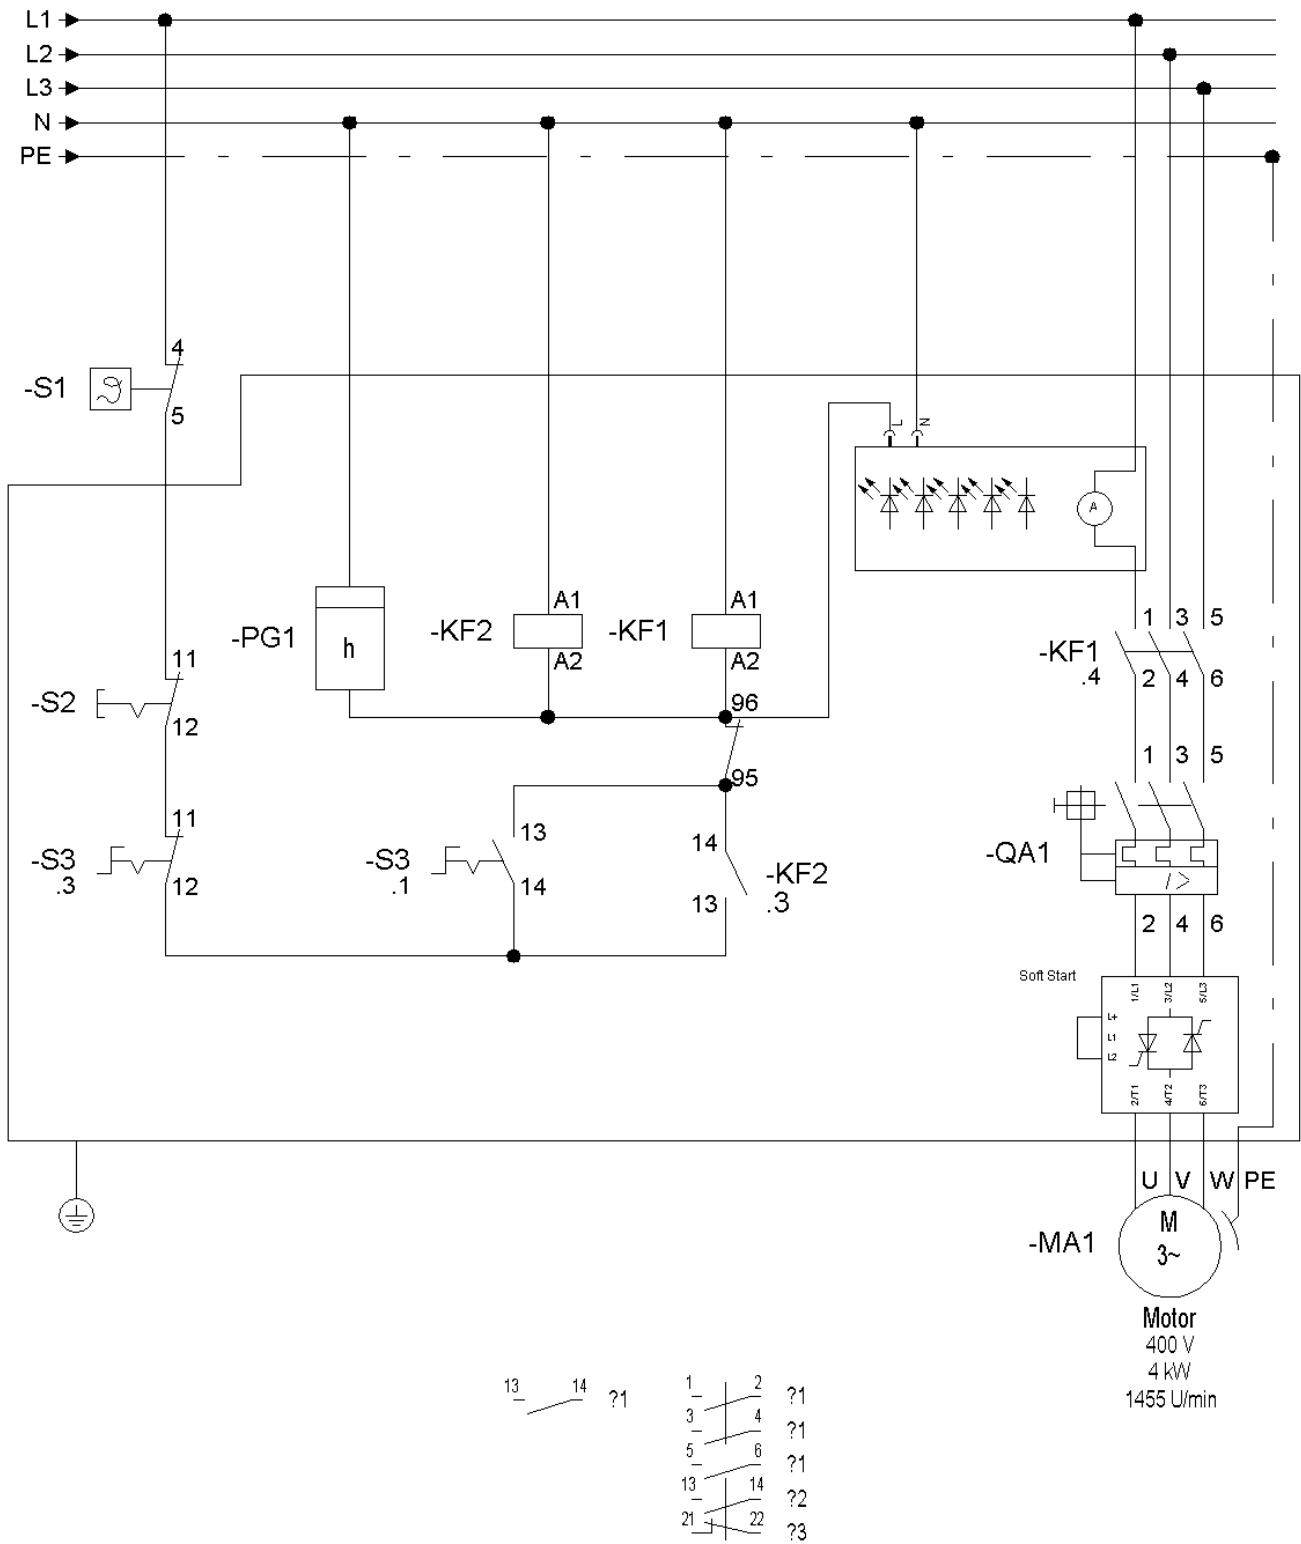 L1
L2
L3
N
PE
4
-S1
5
L N
A
A1 A1
-PG1 h -KF2 -KF1
A2 A2
1 3 5
-KF1
.4 2 4 6
11
-S2
12
96
95
1 3 5
11
-S3
.3 12
13
-S3
.1 14
14
-KF2
.3
13
-QA1
I >
2 4 6
Soft Start
1/L1 3/L2 5/L3
L+
L1
L2
2/T1 4/T2 6/T3
U V W PE
-MA1
M
3~
Motor
400 V
4 kW
1455 U/min
13 14 ?1
1 2 ?1
3 4 ?1
5 6 ?1
13 14 ?2
21 22 ?3